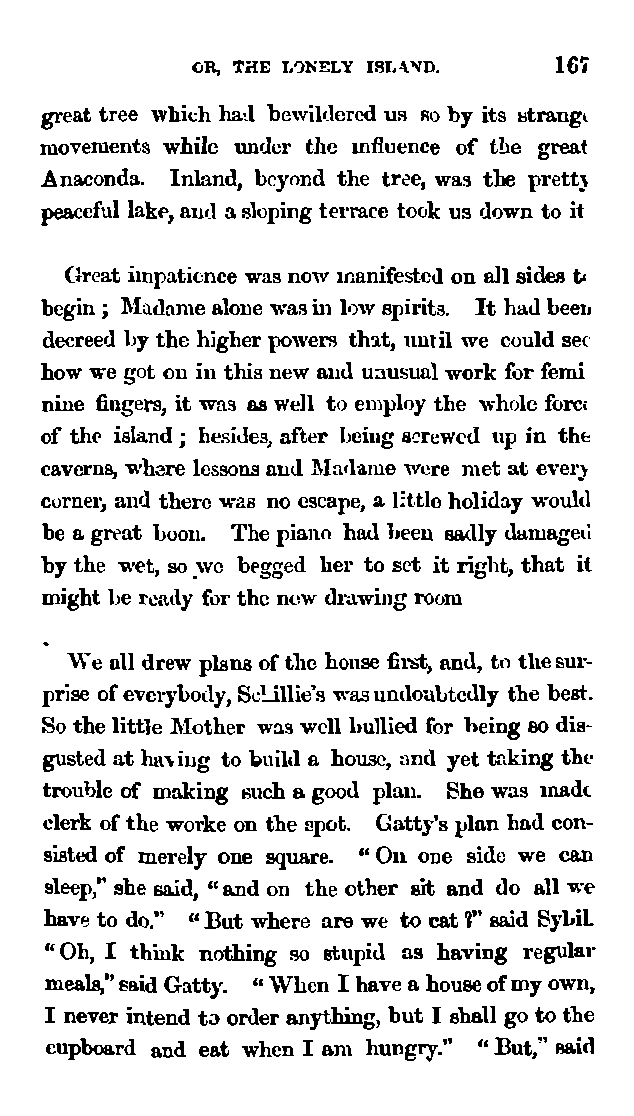 OR, THE LONELY ISLAND. 167
great tree which had bewildered us so by its strange
movements while under the influence of the great
Anaconda. Inland, beyond the tree, was the pretty
peaceful lake, and a sloping terrace took us down to it
Great impatience was now manifested on all sides to
begin ; Madame alone was in low spirits. It had been
decreed by the higher powers that, until we could see
how we got on in this new and unusual work for femi
nine fingers, it was as well to employ the whole force
of the island ; besides, after being screwed up in the
caverns, where lessons and Madame were met at every
corner, and there was no escape, a little holiday would
be a great boon. The piano had been sadly damaged
by the wet, so we begged her to set it right, that it
might be ready for the new drawing room
We all drew plans of the house first, and, to the sur-
prise of everybody, Schillie's was undoubtedly the best.
So the little Mother was well bullied for being so dis-
gusted at having to build a house, and yet taking the
trouble of making such a good plan. She was made
clerk of the worke on the spot. Gatty's plan had con-
sisted of merely one square. "On one side we can
sleep," she said, "and on the other sit and do all we
have to do." "But where are we to eat ?" said Sybil.
"Oh, I think nothing so stupid as having regular
meals," said Gatty. "When I have a house of my own,
I never intend to order anything, but I shall go to the
cupboard and eat when I am hungry." "But," said